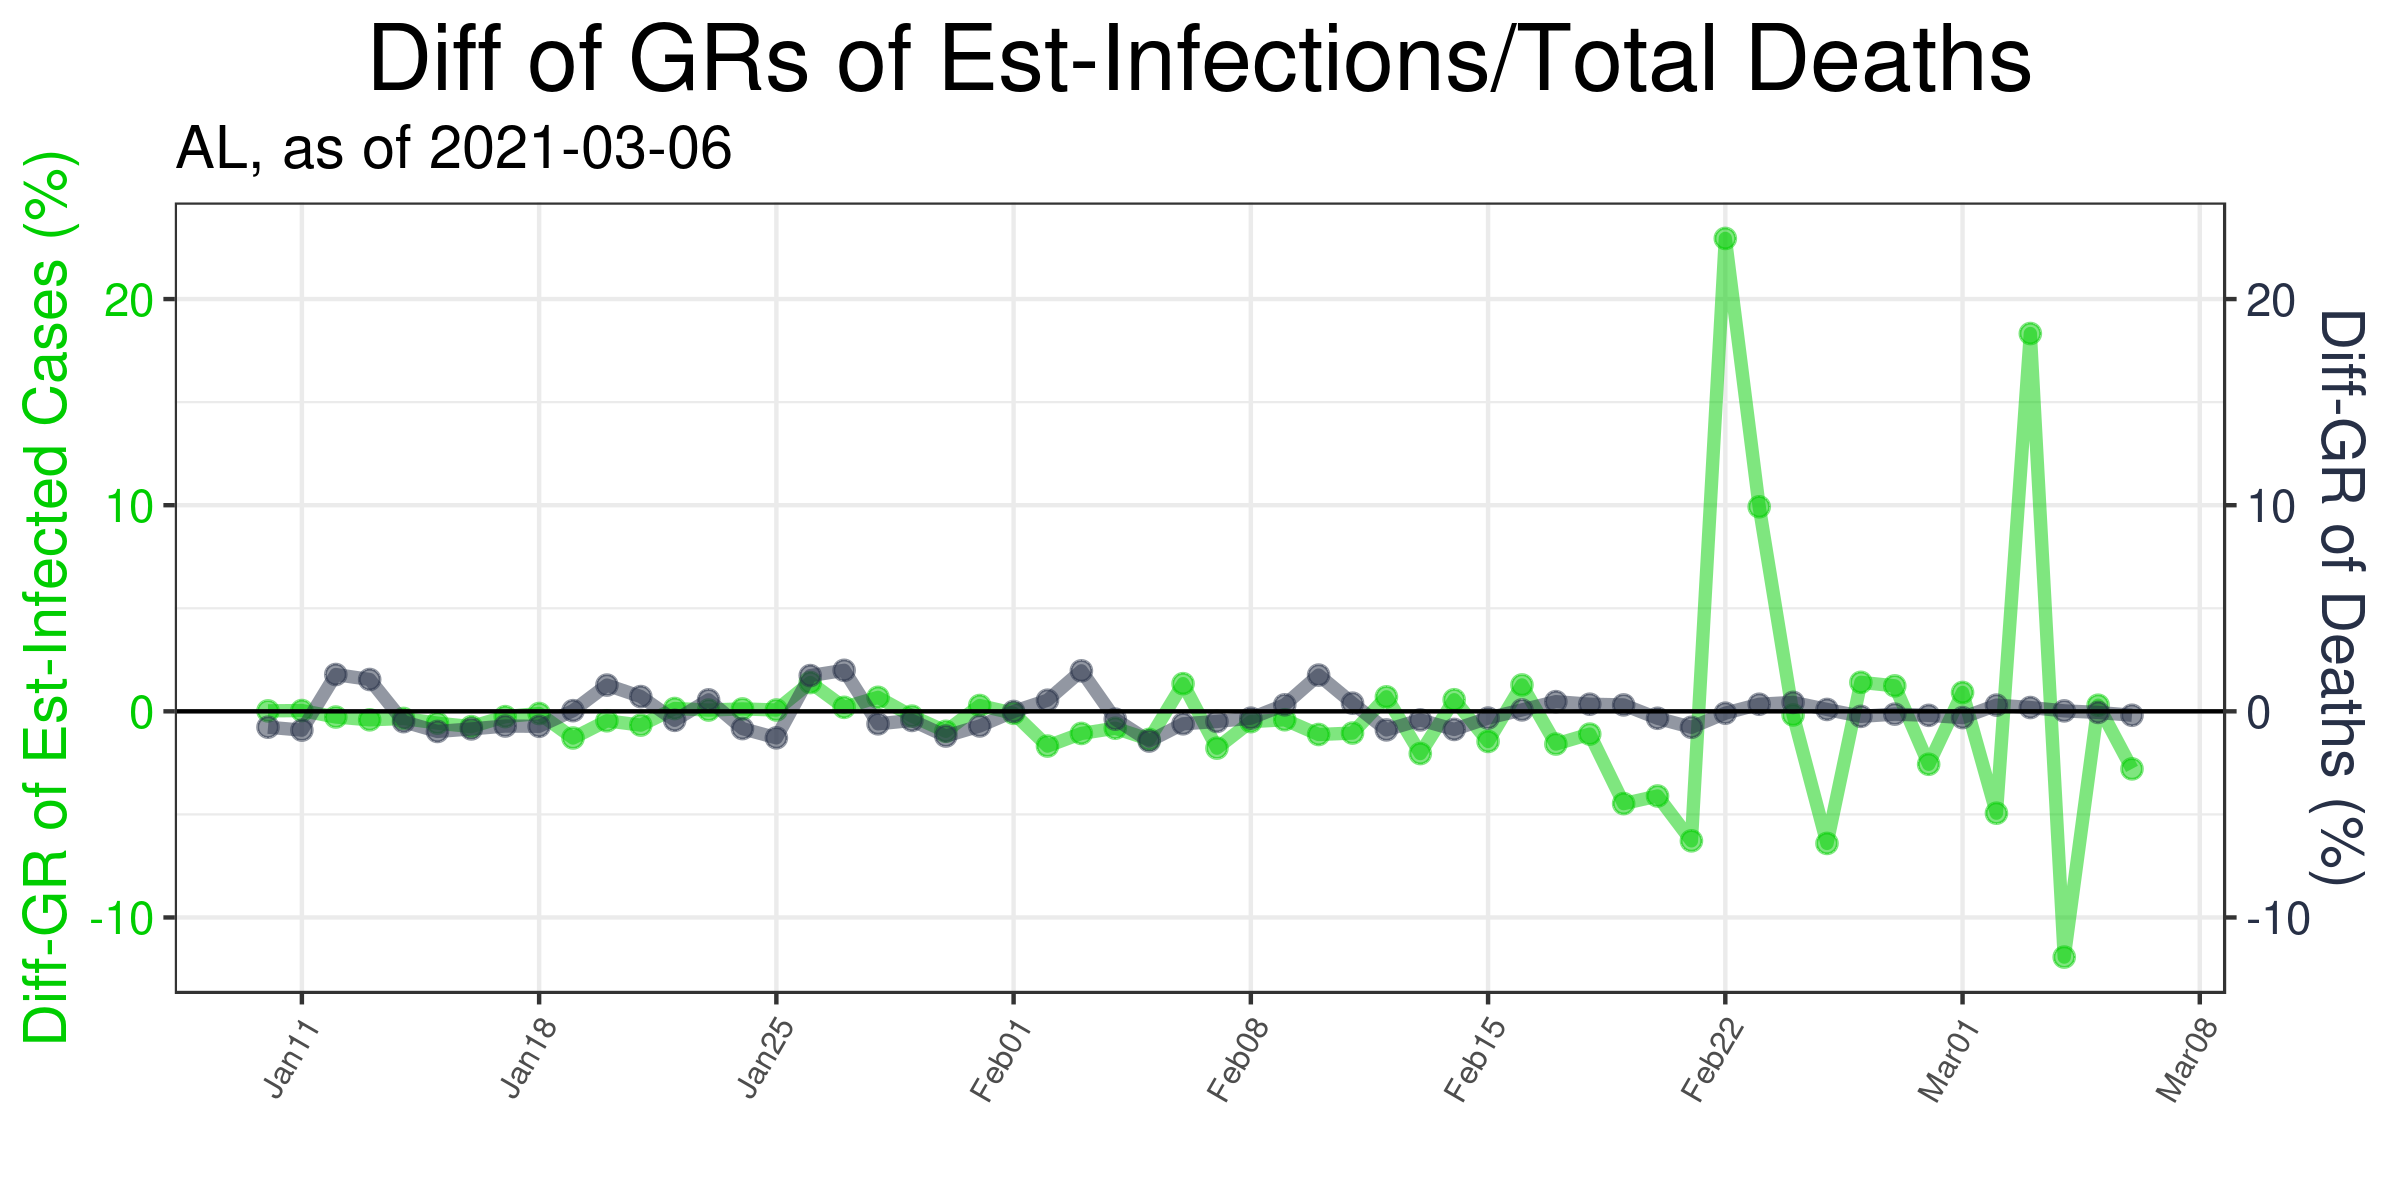 Diff of GRs of Est-Infections/Total Deaths
AL, as of 2021-03-06
Diff-GR of Est-Infected Cases (%)
20
10
0
-10
20
10
0
-10
Diff-GR of Deaths (%)
Jan11
Jan18
Jan25
Feb01
Feb08
Feb15
Feb22
Mar01
Mar08